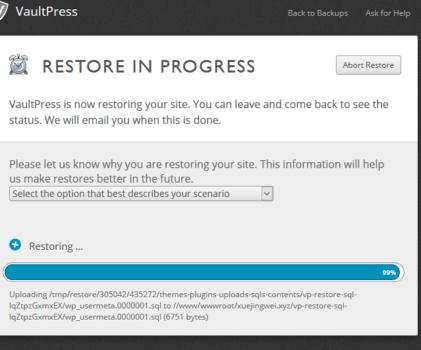 VaultPress
Back to Backups
Ask for Help
RESTORE IN PROGRESS
Abort Restore
VaultPress is now restoring your site. You can leave and come back to see the
status. We will email you when this is done.
Please let us know why you are restoring your site. This information will help
us make restores better in the future.
Select the option that best describes your scenario
Restoring ...
99%
Uploading /tmp/restore/305042/435272/themes-plugins-uploads-sqls-contents/vp-restore-sql-
IqZtpzGxmxEX/wp_usermeta.0000001.sql to //www/wwwroot/xuejingwei.xyz/vp-restore-sql-
IqZtpzGxmxEX/wp_usermeta.0000001.sql (6751 bytes)